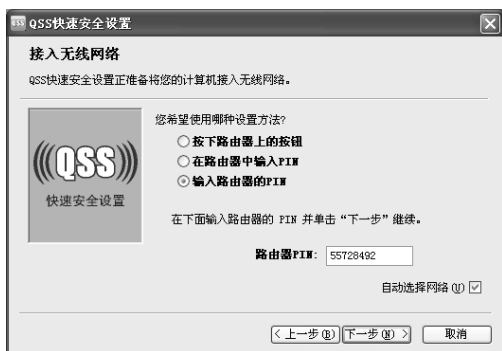 QSS快速安全设置
接入无线网络
QSS快速安全设置正准备将您的计算机接入无线网络。
您希望使用哪种设置方法?
按下路由器上的按钮
在路由器中输入PIN
输入路由器的PIN
QSS
快速安全设置
在下面输入路由器的 PIN 并单击“下一步”继续。
路由器PIN: 55728492
自动选择网络(U)
< 上一步(B) 下一步(N) > 取消